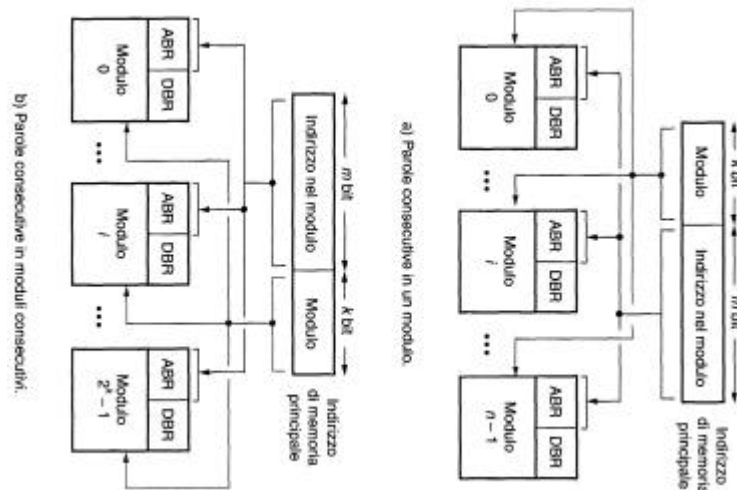 k bit m bit
Indirizzo
Modulo Indirizzo nel modulo di memoria
principale
ABR DBR ABR DBR ABR DBR
Modulo ... Modulo ... Modulo
0 i n − 1
a) Parole consecutive in un modulo.
m bit k bit
Indirizzo
Indirizzo nel modulo Modulo di memoria
principale
ABR DBR ABR DBR ABR DBR
Modulo ... Modulo ... Modulo
0 i 2ᵏ − 1
b) Parole consecutive in moduli consecutivi.